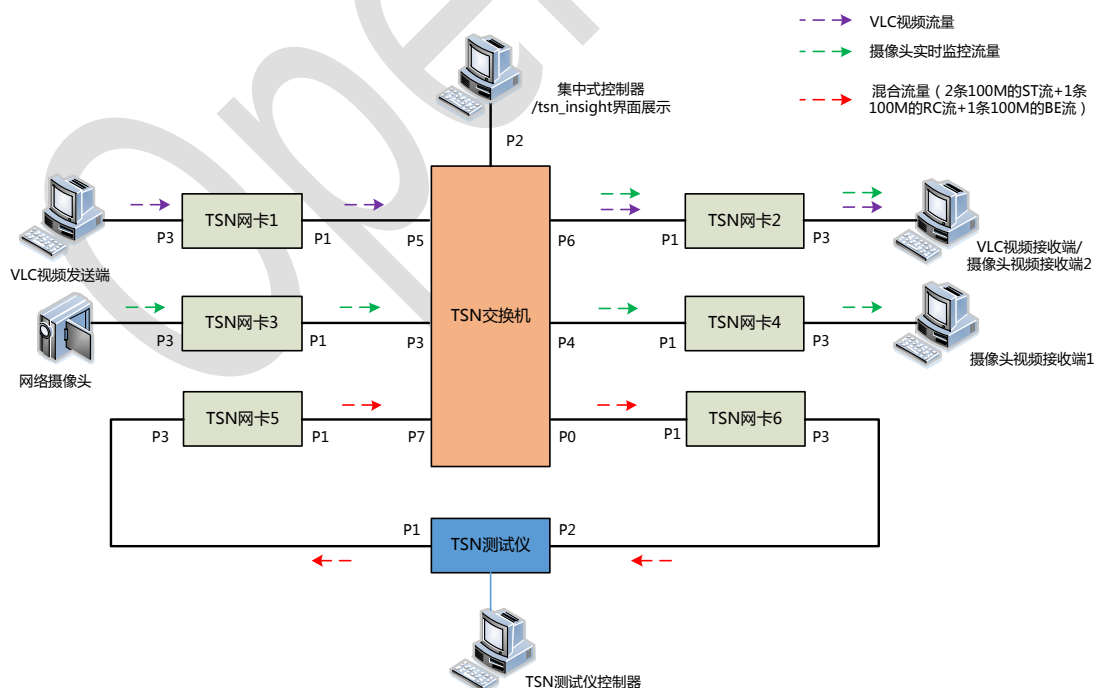 VLC视频流量
摄像头实时监控流量
混合流量（2条100M的ST流+1条
100M的RC流+1条100M的BE流）
集中式控制器
/tsn_insight界面展示
P2
TSN网卡1
P3
P1
P5
VLC视频发送端
P6
P1
TSN网卡2
P3
VLC视频接收端/
摄像头视频接收端2
TSN交换机
TSN网卡3
P3
P1
P3
网络摄像头
P4
P1
TSN网卡4
P3
摄像头视频接收端1
TSN网卡5
P3
P1
P7
P0
P1
TSN网卡6
P3
P1
TSN测试仪
P2
TSN测试仪控制器
Ope